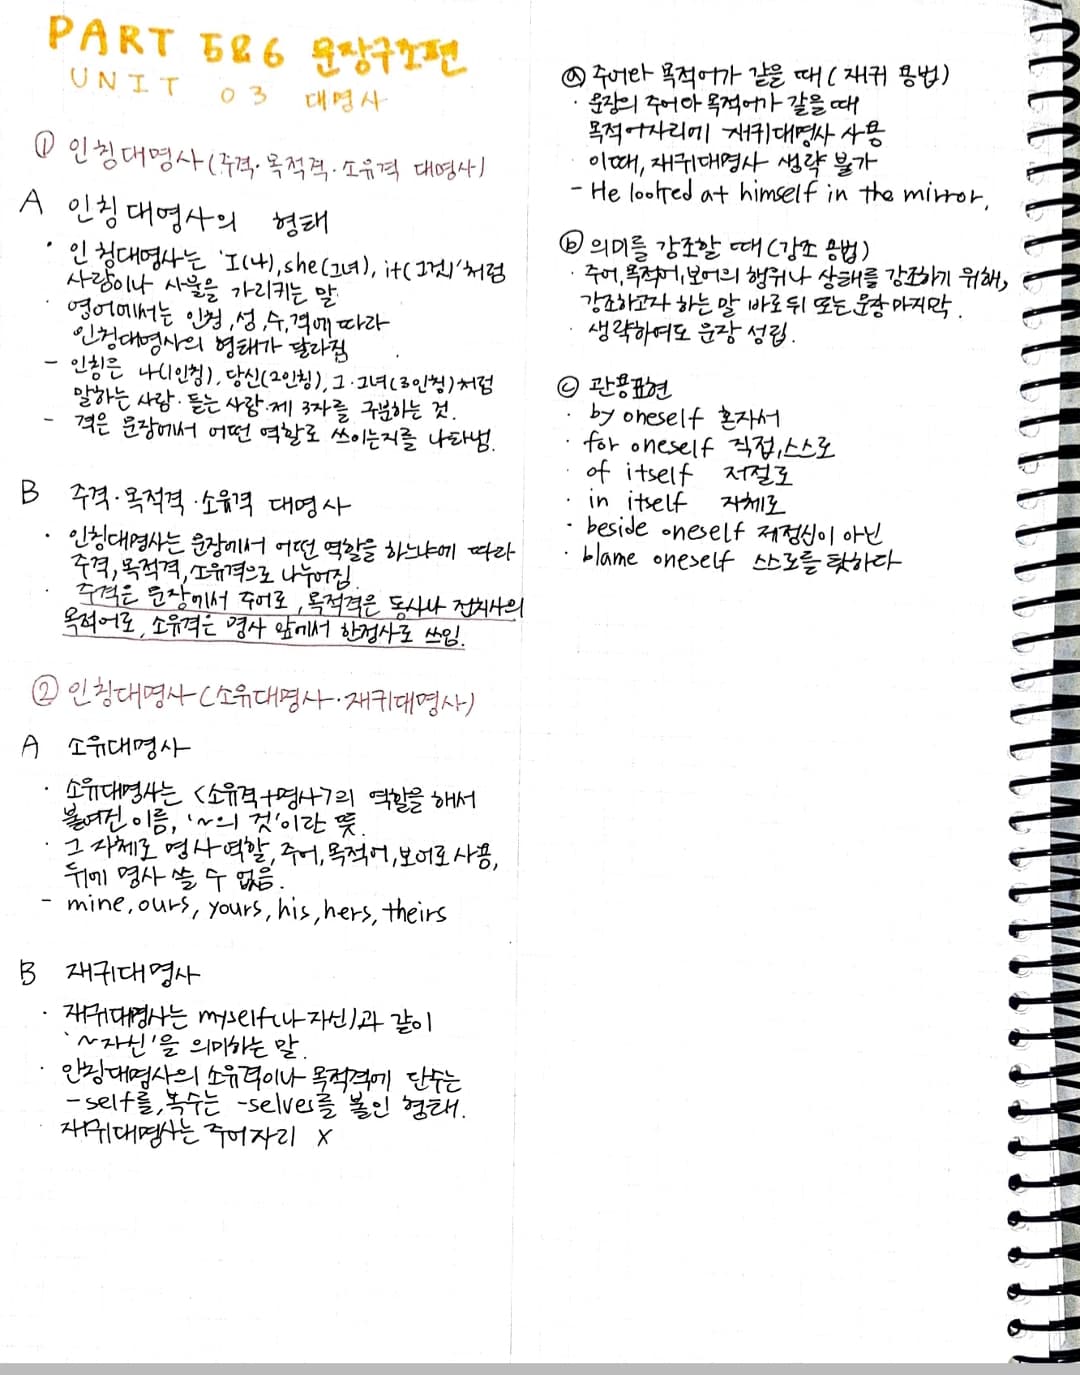 PART 5&6 문장구조편
UNIT 03 대명사
① 인칭대명사(주격·목적격·소유격 대명사)
A 인칭대명사의 형태
· 인칭대명사는 'I(나), she(그녀), it(그것)'처럼
사람이나 사물을 가리키는 말
· 영어에서는 인칭, 성, 수, 격에 따라
인칭대명사의 형태가 달라짐
- 인칭은 나(1인칭), 당신(2인칭), 그·그녀(3인칭)처럼
말하는 사람·듣는 사람·제 3자를 구분하는 것.
- 격은 문장에서 어떤 역할로 쓰이는지를 나타냄.
B 주격·목적격·소유격 대명사
· 인칭대명사는 문장에서 어떤 역할을 하느냐에 따라
주격, 목적격, 소유격으로 나누어짐
· 주격은 문장에서 주어로, 목적격은 동사나 전치사의
목적어로, 소유격은 명사 앞에서 한정사로 쓰임.
② 인칭대명사(소유대명사·재귀대명사)
A 소유대명사
· 소유대명사는 <소유격+명사>의 역할을 해서
붙여진 이름, '~의 것'이란 뜻.
· 그 자체로 명사 역할, 주어, 목적어, 보어로 사용,
뒤에 명사 쓸 수 없음.
- mine, ours, yours, his, hers, theirs
B 재귀대명사
· 재귀대명사는 myself(나 자신)과 같이
'~자신'을 의미하는 말.
· 인칭대명사의 소유격이나 목적격에 단수는
-self를, 복수는 -selves를 붙인 형태.
재귀대명사는 주어자리 X
ⓐ 주어와 목적어가 같을 때(재귀 용법)
· 문장의 주어와 목적어가 같을 때
목적어자리에 재귀대명사 사용
이때, 재귀대명사 생략 불가
- He looked at himself in the mirror.
ⓑ 의미를 강조할 때(강조 용법)
· 주어, 목적어, 보어의 행위나 상태를 강조하기 위해,
강조하고자 하는 말 바로 뒤 또는 문장 마지막.
· 생략하여도 문장 성립.
ⓒ 관용표현
· by oneself 혼자서
· for oneself 직접, 스스로
· of itself 저절로
· in itself 자체로
· beside oneself 제정신이 아닌
· blame oneself 스스로를 탓하다